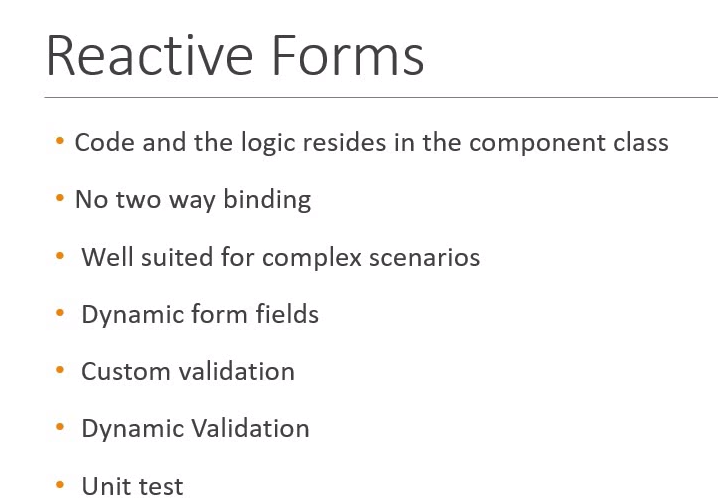 Reactive Forms
• Code and the logic resides in the component class
• No two way binding
• Well suited for complex scenarios
• Dynamic form fields
• Custom validation
• Dynamic Validation
• Unit test